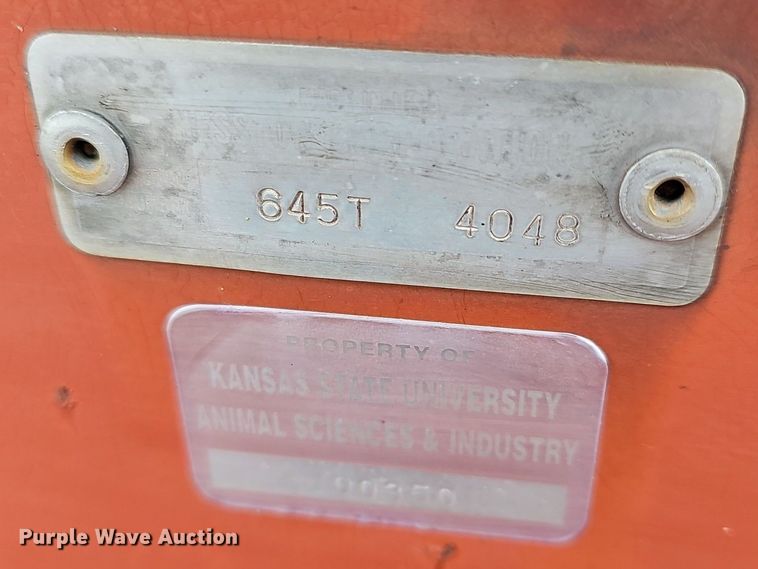 645T 4048
PROPERTY OF
KANSAS STATE UNIVERSITY
ANIMAL SCIENCES & INDUSTRY
Purple Wave Auction